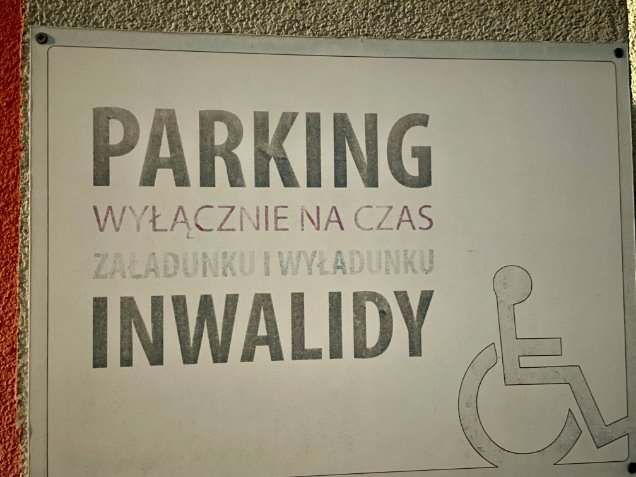 PARKING
WYŁĄCZNIE NA CZAS
ZAŁADUNKU I WYŁADUNKU
INWALIDY